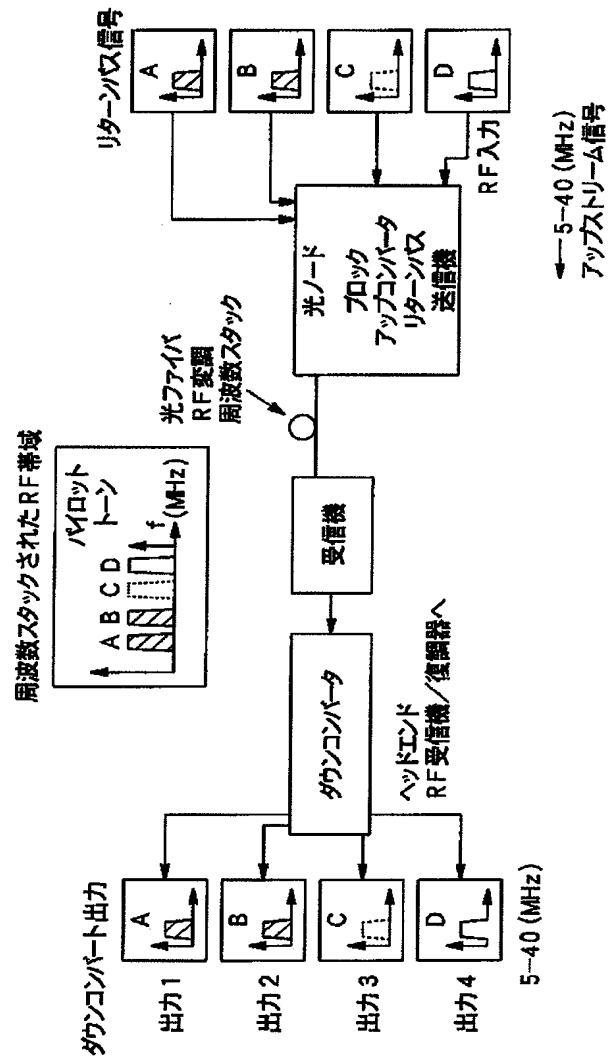 周波数スタックされたRF帯域
パイロット
トーン
A B C D
f
(MHz)
ダウンコンバート出力
出力1
A
出力2
B
出力3
C
出力4
D
5-40 (MHz)
ダウンコンバータ
ヘッドエンド
RF受信機/復調器へ
受信機
光ファイバ
RF変調
周波数スタック
光ノード
ブロック
アップコンバータ
リターンパス
送信機
リターンパス信号
A
B
C
D
RF入力
5-40 (MHz)
アップストリーム信号